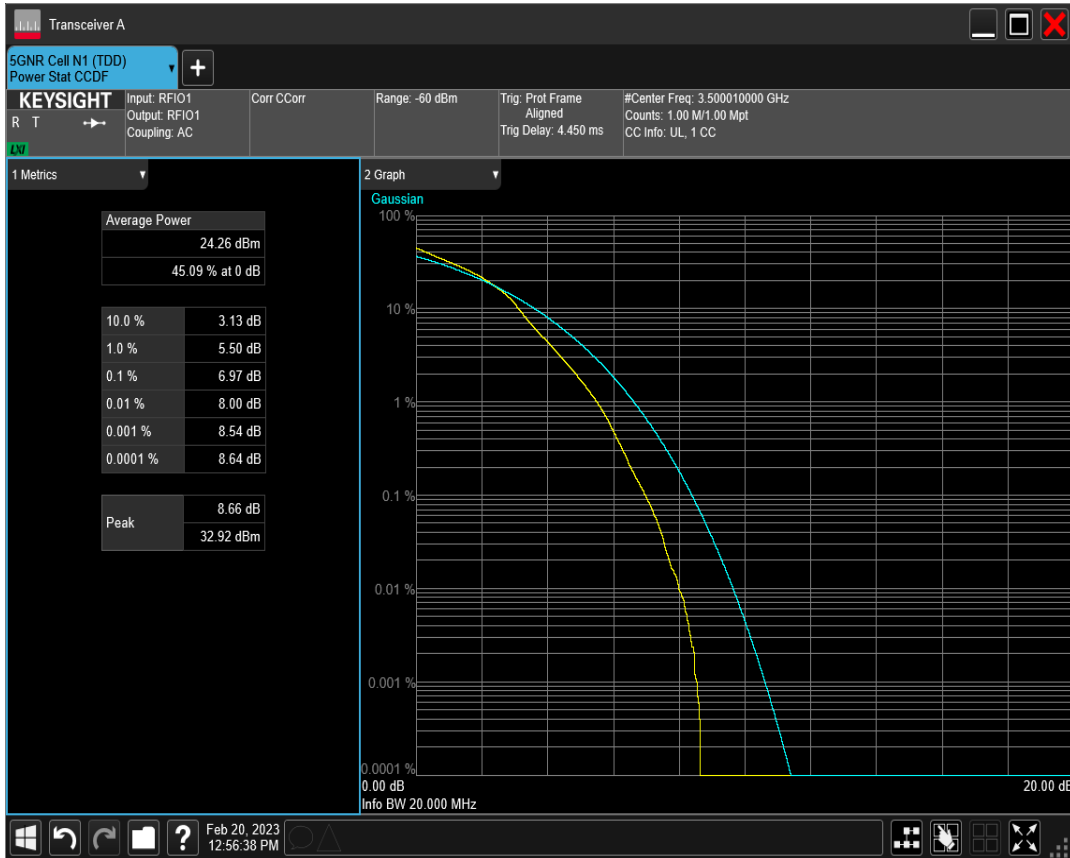 Transceiver A
5GNR Cell N1 (TDD)
Power Stat CCDF
+
KEYSIGHT
R T
LXI
Input: RFIO1
Output: RFIO1
Coupling: AC
Corr CCorr
Range: -60 dBm
Trig: Prot Frame
Aligned
Trig Delay: 4.450 ms
#Center Freq: 3.500010000 GHz
Counts: 1.00 M/1.00 Mpt
CC Info: UL, 1 CC
1 Metrics
Average Power
24.26 dBm
45.09 % at 0 dB
10.0 % 3.13 dB
1.0 % 5.50 dB
0.1 % 6.97 dB
0.01 % 8.00 dB
0.001 % 8.54 dB
0.0001 % 8.64 dB
Peak
8.66 dB
32.92 dBm
2 Graph
Gaussian
100 %
10 %
1 %
0.1 %
0.01 %
0.001 %
0.0001 %
0.00 dB
20.00 dB
Info BW 20.000 MHz
?
Feb 20, 2023
12:56:38 PM